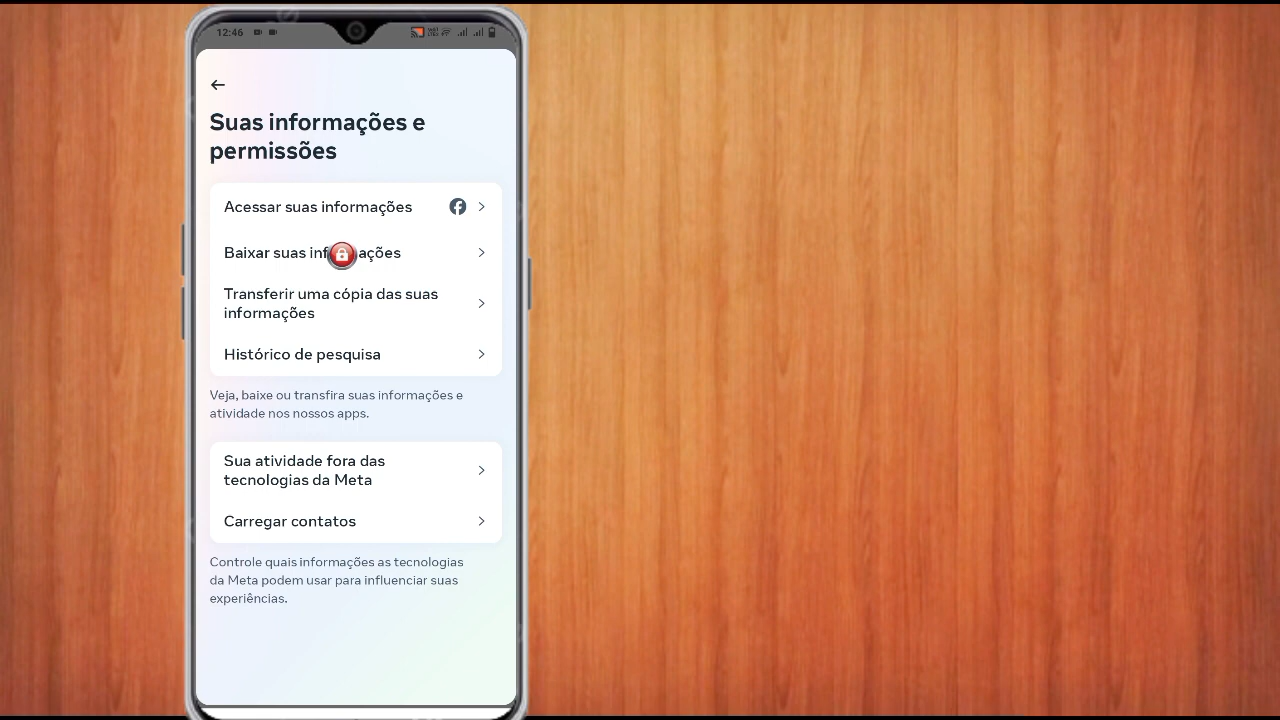 12:46
Suas informações e
permissões
Acessar suas informações
Baixar suas inf ações
Transferir uma cópia das suas
informações
Histórico de pesquisa
Veja, baixe ou transfira suas informações e
atividade nos nossos apps.
Sua atividade fora das
tecnologias da Meta
Carregar contatos
Controle quais informações as tecnologias
da Meta podem usar para influenciar suas
experiências.